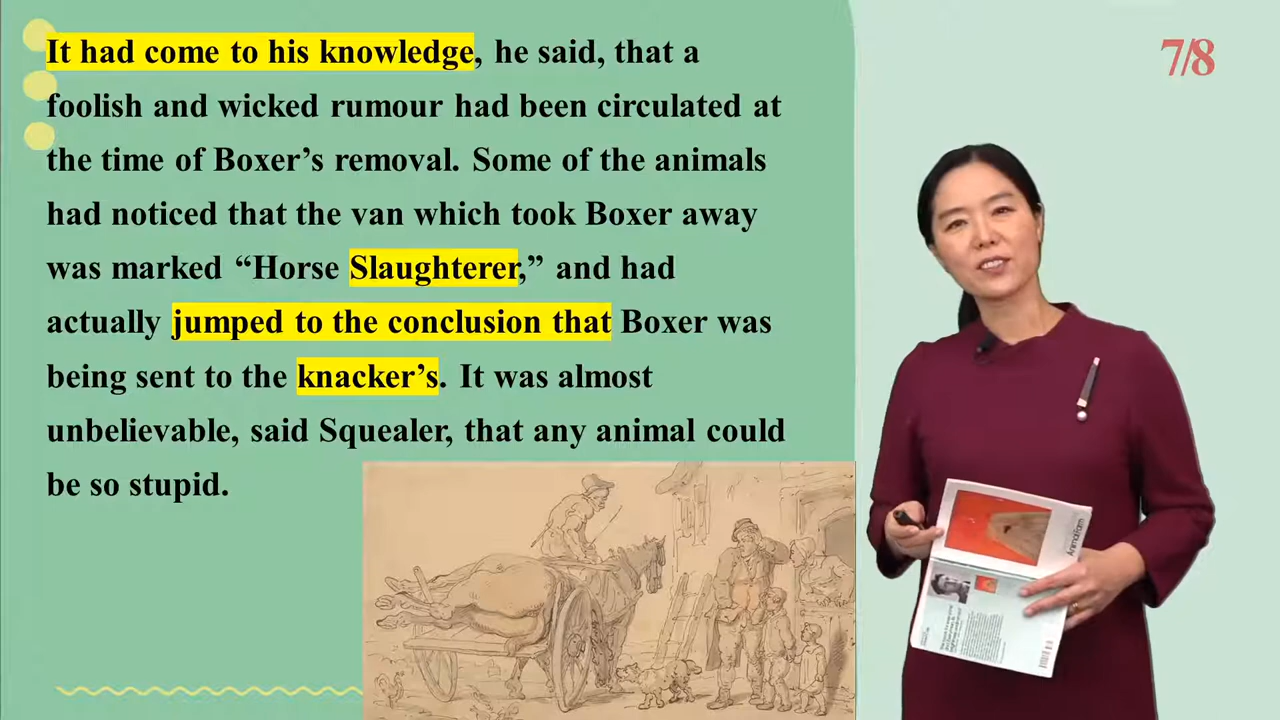 It had come to his knowledge, he said, that a
foolish and wicked rumour had been circulated at
the time of Boxer’s removal. Some of the animals
had noticed that the van which took Boxer away
was marked “Horse Slaughterer,” and had
actually jumped to the conclusion that Boxer was
being sent to the knacker’s. It was almost
unbelievable, said Squealer, that any animal could
be so stupid.
7/8
Animal Farm